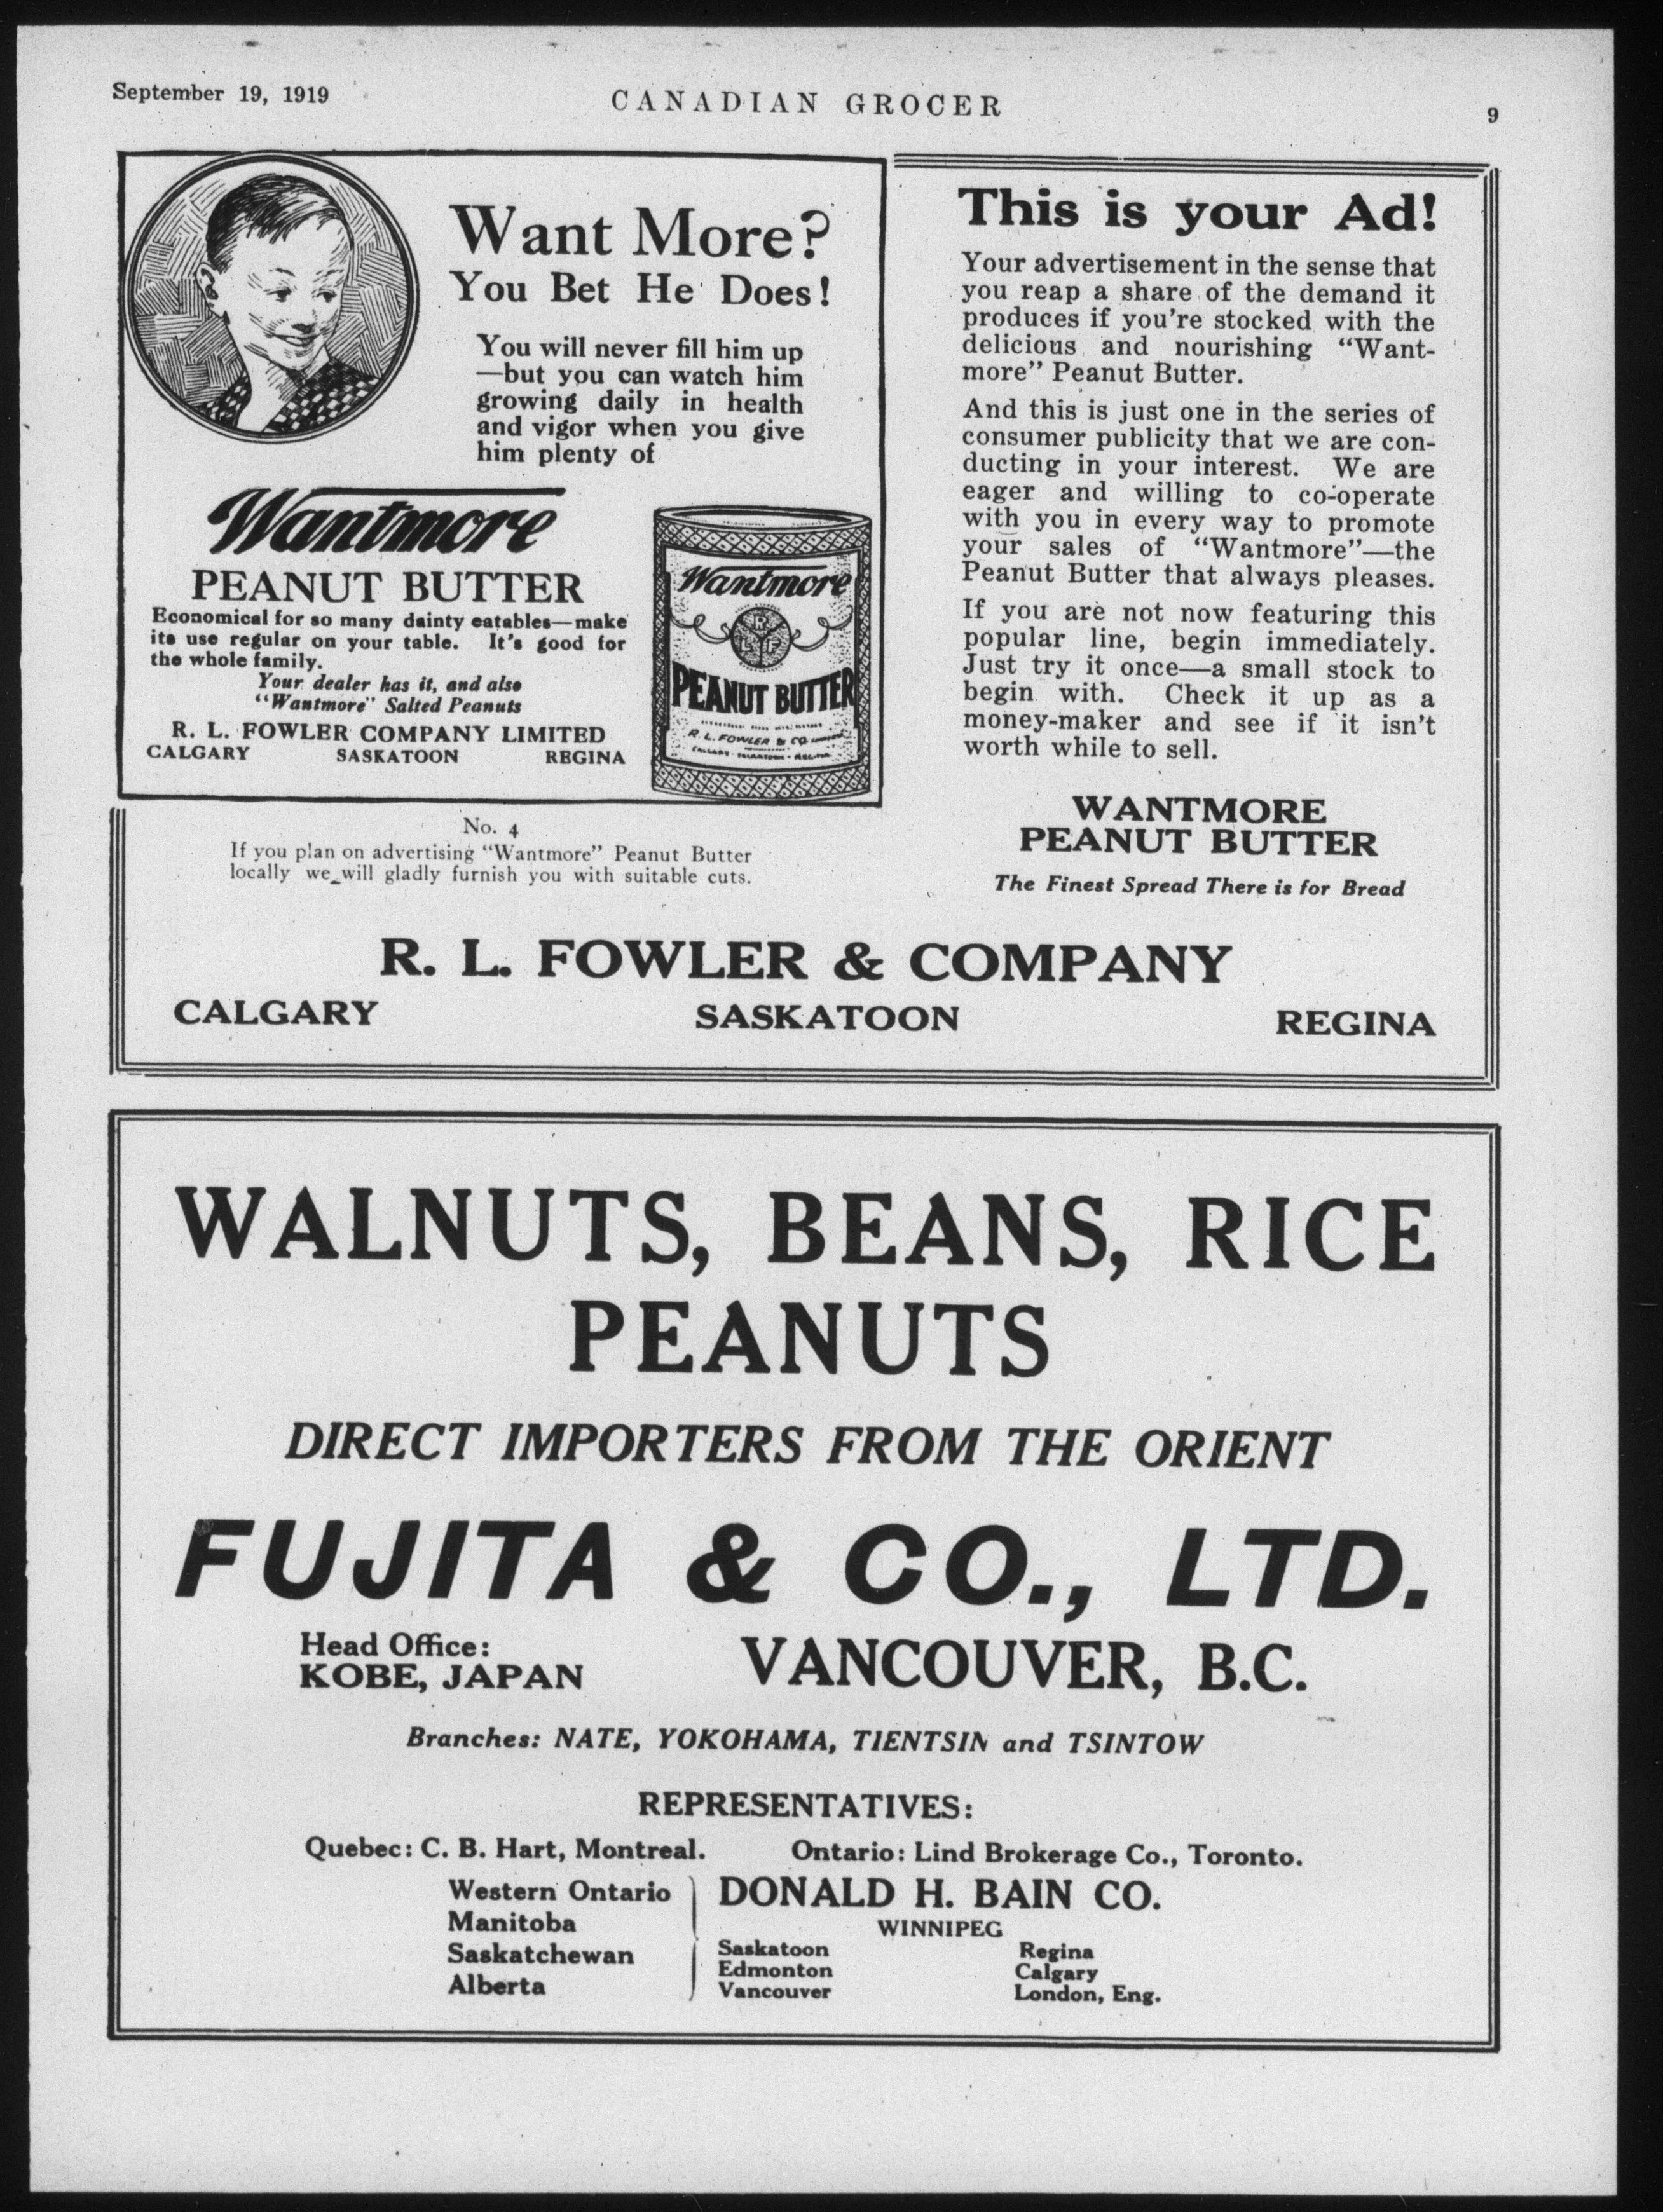 September 19, 1919
CANADIAN GROCER
9
Want More?
You Bet He Does!
You will never fill him up
—but you can watch him
growing daily in health
and vigor when you give
him plenty of
Wantmore
PEANUT BUTTER
Economical for so many dainty eatables—make
its use regular on your table. It's good for
the whole family.
Your dealer has it, and also
"Wantmore" Salted Peanuts
R. L. FOWLER COMPANY LIMITED
CALGARY SASKATOON REGINA
Wantmore
R
L F
PEANUT BUTTER
R. L. FOWLER & CO.
No. 4
If you plan on advertising "Wantmore" Peanut Butter
locally we will gladly furnish you with suitable cuts.
This is your Ad!
Your advertisement in the sense that
you reap a share of the demand it
produces if you're stocked with the
delicious and nourishing "Want-
more" Peanut Butter.
And this is just one in the series of
consumer publicity that we are con-
ducting in your interest. We are
eager and willing to co-operate
with you in every way to promote
your sales of "Wantmore"—the
Peanut Butter that always pleases.
If you are not now featuring this
popular line, begin immediately.
Just try it once—a small stock to
begin with. Check it up as a
money-maker and see if it isn't
worth while to sell.
WANTMORE
PEANUT BUTTER
The Finest Spread There is for Bread
R. L. FOWLER & COMPANY
CALGARY SASKATOON REGINA
WALNUTS, BEANS, RICE
PEANUTS
DIRECT IMPORTERS FROM THE ORIENT
FUJITA & CO., LTD.
Head Office:
KOBE, JAPAN
VANCOUVER, B.C.
Branches: NATE, YOKOHAMA, TIENTSIN and TSINTOW
REPRESENTATIVES:
Quebec: C. B. Hart, Montreal. Ontario: Lind Brokerage Co., Toronto.
Western Ontario
Manitoba
Saskatchewan
Alberta
DONALD H. BAIN CO.
WINNIPEG
Saskatoon Regina
Edmonton Calgary
Vancouver London, Eng.